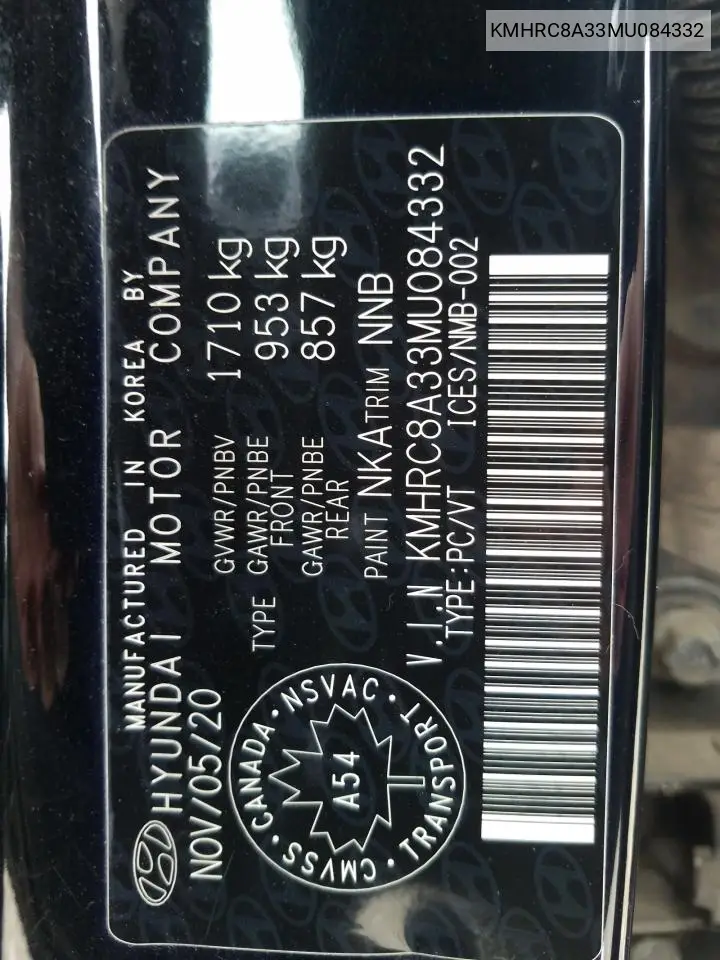 KMHRC8A33MU084332
MANUFACTURED IN KOREA BY
HYUNDAI MOTOR COMPANY
NOV/05/20
GVWR/PNBV 1710 kg
TYPE GAWR/PNBE FRONT 953 kg
GAWR/PNBE REAR 857 kg
CMVSS · CANADA · NSVAC · TRANSPORT ·
A54
PAINT NKA TRIM NNB
V.I.N KMHRC8A33MU084332
TYPE:PC/VT ICES/NMB-002